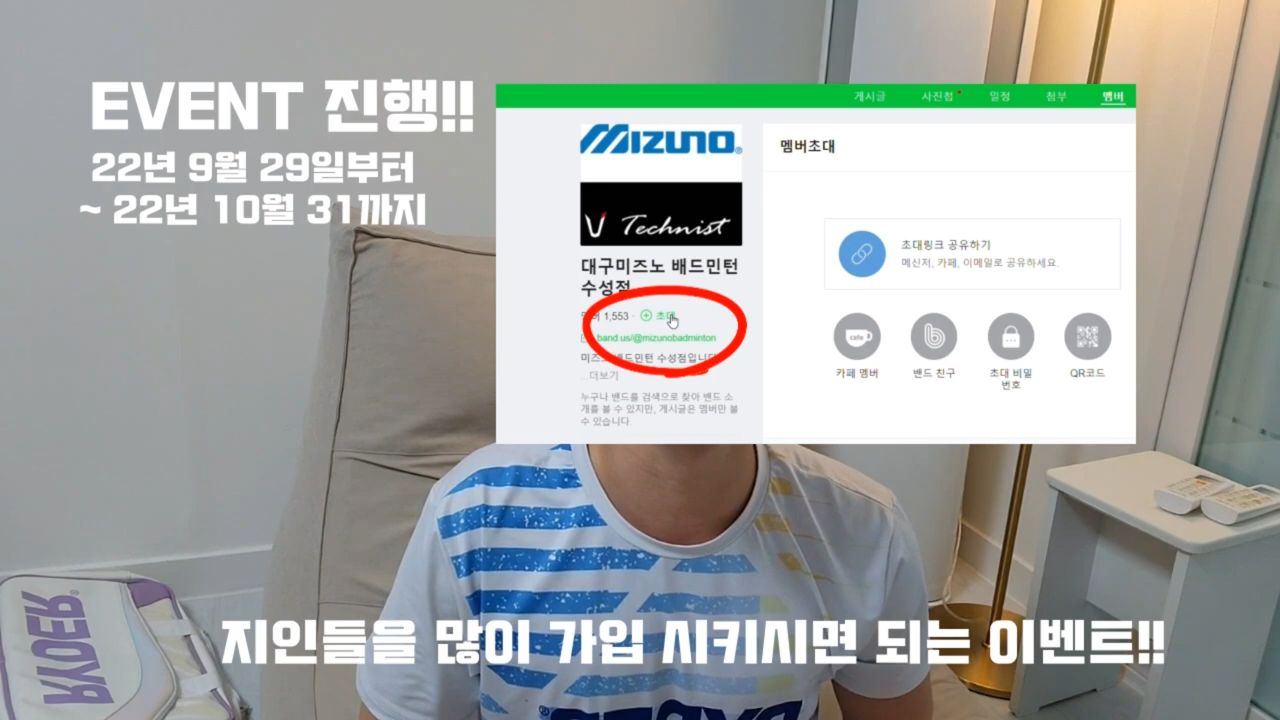 EVENT 진행!!
22년 9월 29일부터
~ 22년 10월 31까지
게시글 사진첩 일정 첨부 멤버
MIZUNO
Technist
대구미즈노 배드민턴
수성점
1,553 · 초대
band.us/@mizunobadminton
미즈노 배드민턴 수성점입니다
...더보기
누구나 밴드를 검색으로 찾아 밴드 소
개를 볼 수 있지만, 게시글은 멤버만 볼
수 있습니다.
멤버초대
초대링크 공유하기
메신저, 카페, 이메일로 공유하세요.
cafe
카페 멤버
밴드 친구
초대 비밀
번호
QR코드
RYDER
지인들을 많이 가입 시키시면 되는 이벤트!!